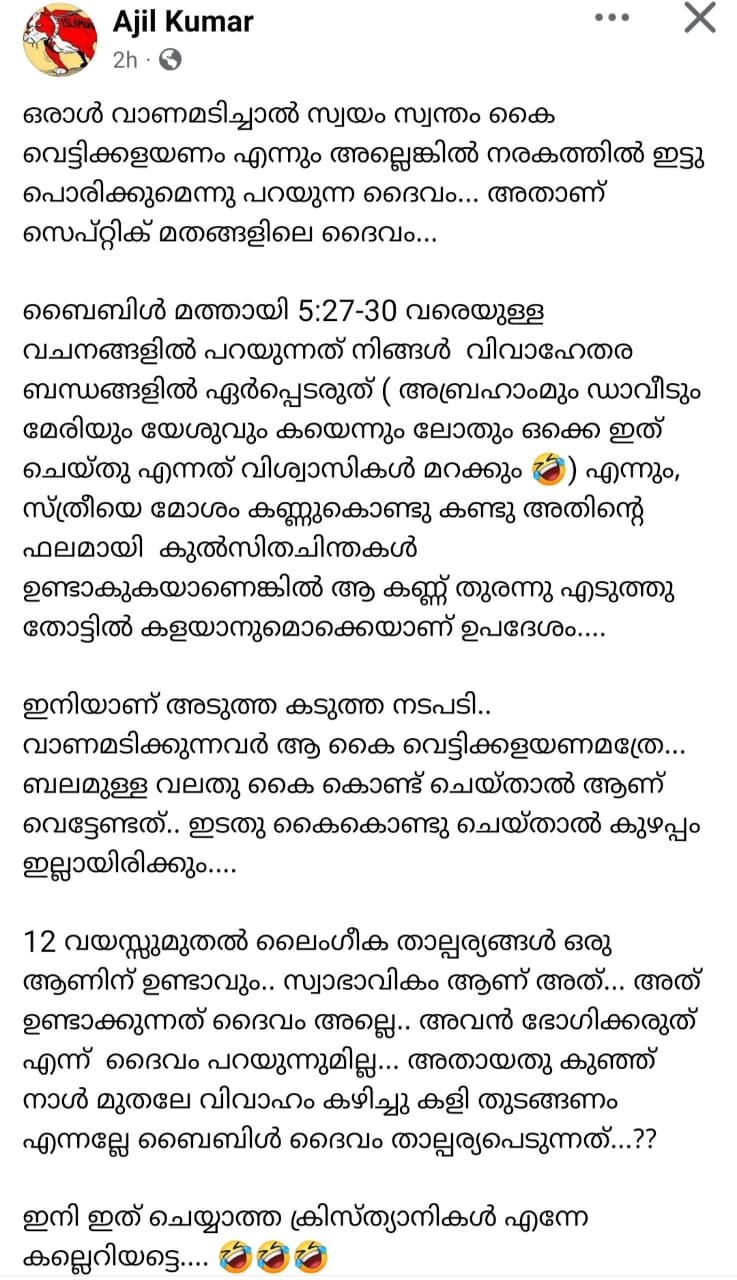 Ajil Kumar
2h ·
ഒരാൾ വാണമടിച്ചാൽ സ്വയം സ്വന്തം കൈ
വെട്ടിക്കളയണം എന്നും അല്ലെങ്കിൽ നരകത്തിൽ ഇട്ടു
പൊരിക്കുമെന്നു പറയുന്ന ദൈവം... അതാണ്
സെപ്റ്റിക് മതങ്ങളിലെ ദൈവം...
ബൈബിൾ മത്തായി 5:27-30 വരെയുള്ള
വചനങ്ങളിൽ പറയുന്നത് നിങ്ങൾ വിവാഹേതര
ബന്ധങ്ങളിൽ ഏർപ്പെടരുത് ( അബ്രഹാംമും ഡാവീടും
മേരിയും യേശുവും കയെന്നും ലോതും ഒക്കെ ഇത്
ചെയ്തു എന്നത് വിശ്വാസികൾ മറക്കും 🤣) എന്നും,
സ്ത്രീയെ മോശം കണ്ണുകൊണ്ടു കണ്ടു അതിന്റെ
ഫലമായി കുൽസിതചിന്തകൾ
ഉണ്ടാകുകയാണെങ്കിൽ ആ കണ്ണ് തുരന്നു എടുത്തു
തോട്ടിൽ കളയാനുമൊക്കെയാണ് ഉപദേശം....
ഇനിയാണ് അടുത്ത കടുത്ത നടപടി..
വാണമടിക്കുന്നവർ ആ കൈ വെട്ടിക്കളയണമത്രേ...
ബലമുള്ള വലതു കൈ കൊണ്ട് ചെയ്താൽ ആണ്
വെട്ടേണ്ടത്.. ഇടതു കൈകൊണ്ടു ചെയ്താൽ കുഴപ്പം
ഇല്ലായിരിക്കും....
12 വയസ്സുമുതൽ ലൈംഗീക താല്പര്യങ്ങൾ ഒരു
ആണിന് ഉണ്ടാവും.. സ്വാഭാവികം ആണ് അത്... അത്
ഉണ്ടാക്കുന്നത് ദൈവം അല്ലെ.. അവൻ ഭോഗിക്കരുത്
എന്ന് ദൈവം പറയുന്നുമില്ല... അതായതു കുഞ്ഞ്
നാൾ മുതലേ വിവാഹം കഴിച്ചു കളി തുടങ്ങണം
എന്നല്ലേ ബൈബിൾ ദൈവം താല്പര്യപെടുന്നത്...??
ഇനി ഇത് ചെയ്യാത്ത ക്രിസ്ത്യാനികൾ എന്നേ
കല്ലെറിയട്ടെ.... 🤣🤣🤣